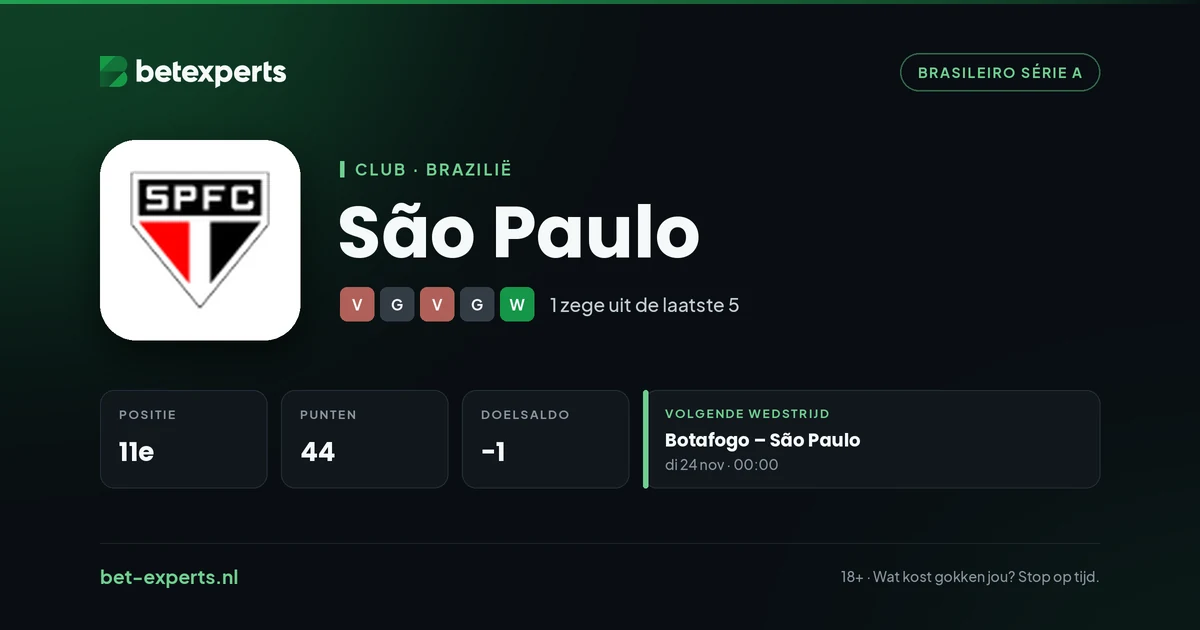 betexperts
BRASILEIRO SÉRIE A
SPFC
CLUB · BRAZILIË
São Paulo
V G V G W 1 zege uit de laatste 5
POSITIE
11e
PUNTEN
44
DOELSALDO
-1
VOLGENDE WEDSTRIJD
Botafogo – São Paulo
di 24 nov · 00:00
bet-experts.nl
18+ · Wat kost gokken jou? Stop op tijd.